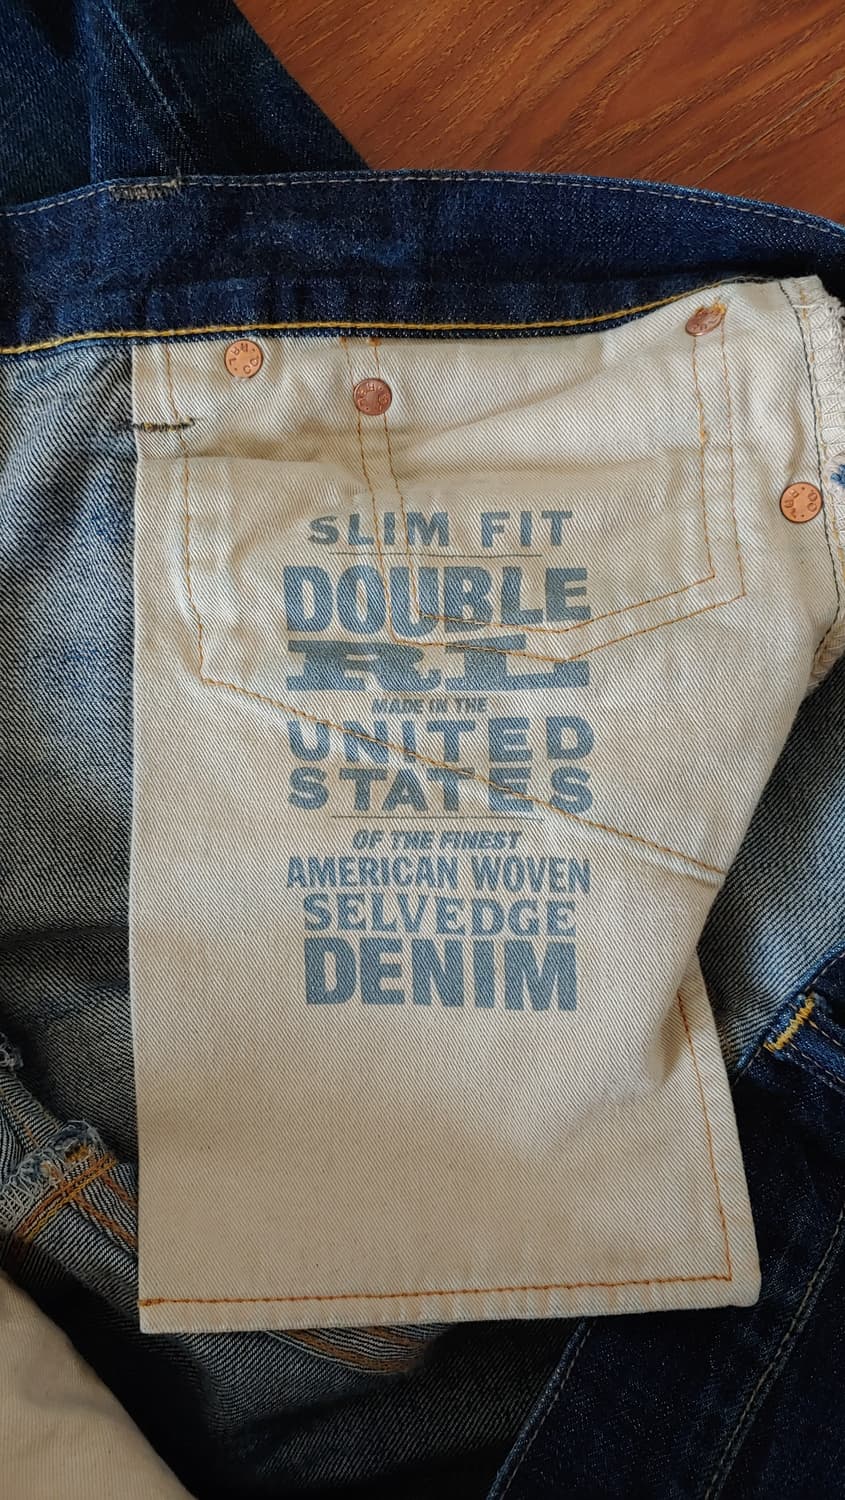 SLIM FIT
DOUBLE
RL
MADE IN THE
UNITED
STATES
OF THE FINEST
AMERICAN WOVEN
SELVEDGE
DENIM